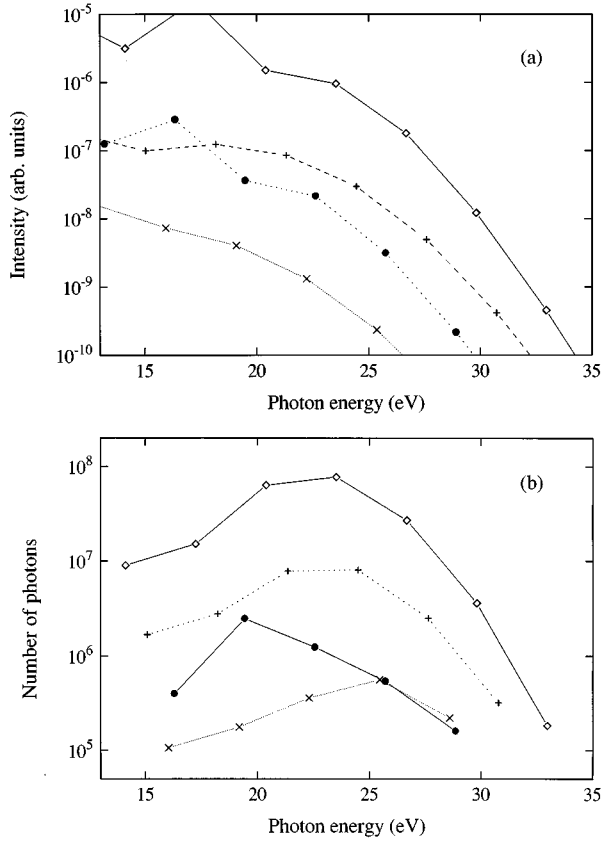 10^-5
(a)
10^-6
10^-7
10^-8
10^-9
10^-10
Intensity (arb. units)
15 20 25 30 35
Photon energy (eV)
10^8
(b)
10^7
10^6
10^5
Number of photons
15 20 25 30 35
Photon energy (eV)